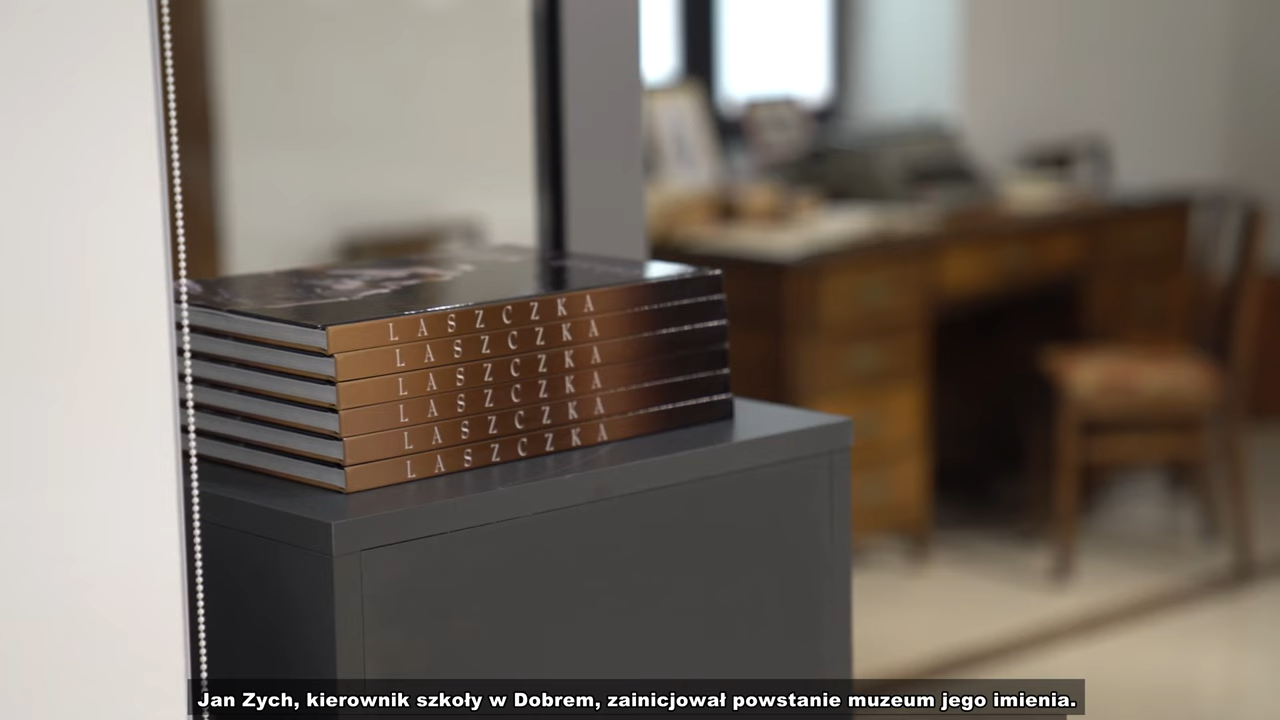 LASZCZKA
LASZCZKA
LASZCZKA
LASZCZKA
LASZCZKA
LASZCZKA
Jan Zych, kierownik szkoły w Dobrem, zainicjował powstanie muzeum jego imienia.